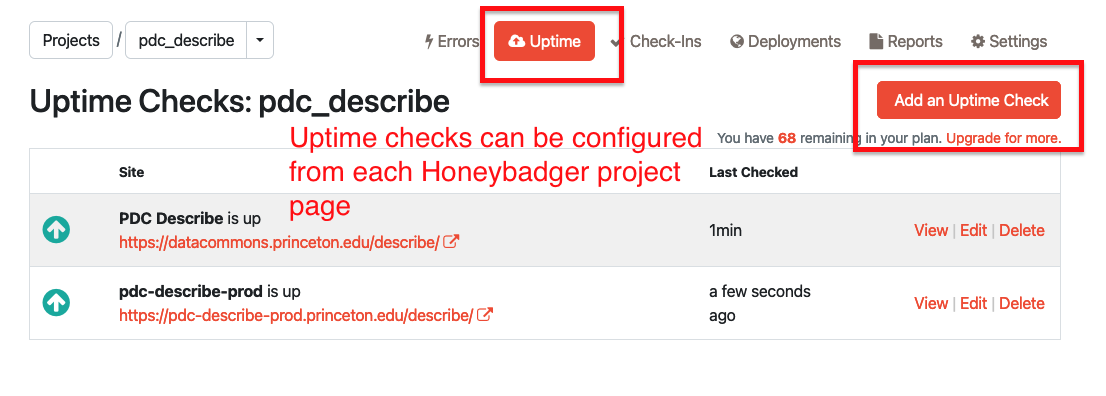 Projects / pdc_describe Errors Uptime Check-Ins Deployments Reports Settings
Uptime Checks: pdc_describe Add an Uptime Check
Uptime checks can be configured
from each Honeybadger project
page
You have 68 remaining in your plan. Upgrade for more.
Site Last Checked
PDC Describe is up
https://datacommons.princeton.edu/describe/
1min View | Edit | Delete
pdc-describe-prod is up
https://pdc-describe-prod.princeton.edu/describe/
a few seconds
ago
View | Edit | Delete